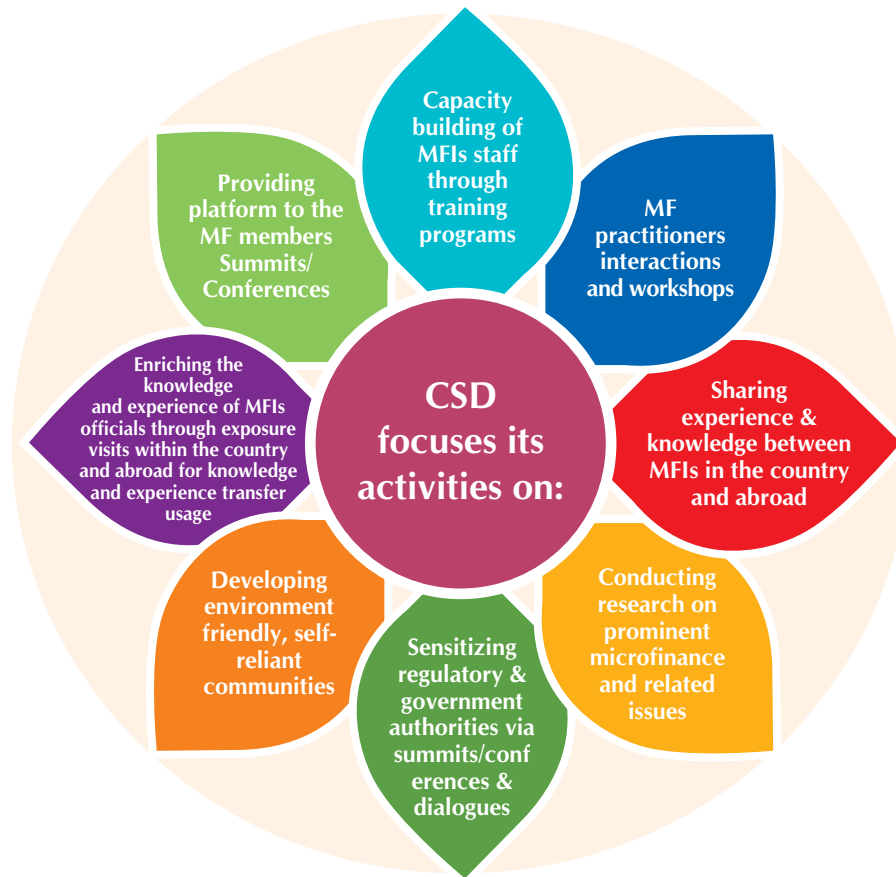 CSD
focuses its
activities on:
Capacity
building of
MFIs staff
through
training
programs
MF
practitioners
interactions
and workshops
Sharing
experience &
knowledge between
MFIs in the country
and abroad
Conducting
research on
prominent
microfinance
and related
issues
Sensitizing
regulatory &
government
authorities via
summits/conf
erences &
dialogues
Developing
environment
friendly, self-
reliant
communities
Enriching the
knowledge
and experience of MFIs
officials through exposure
visits within the country
and abroad for knowledge
and experience transfer
usage
Providing
platform to the
MF members
Summits/
Conferences